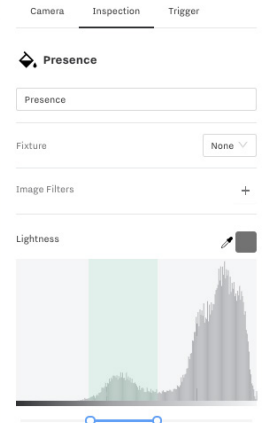 Camera Inspection Trigger
Presence
Presence
Fixture None
Image Filters
Lightness